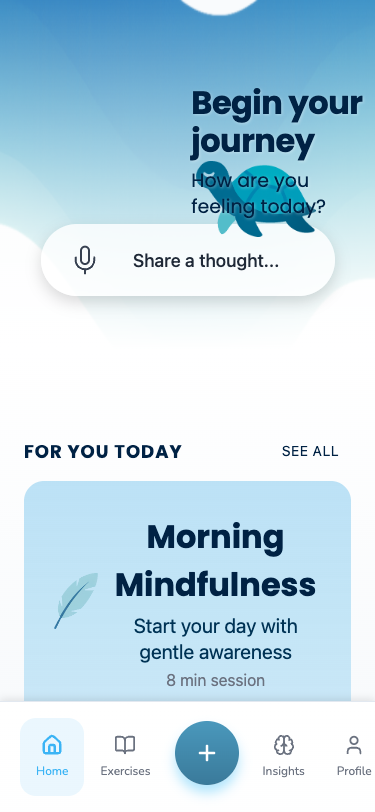 Begin your
journey
How are you
feeling today?
Share a thought...
FOR YOU TODAY
SEE ALL
Morning
Mindfulness
Start your day with
gentle awareness
8 min session
Home
Exercises
Insights
Profile